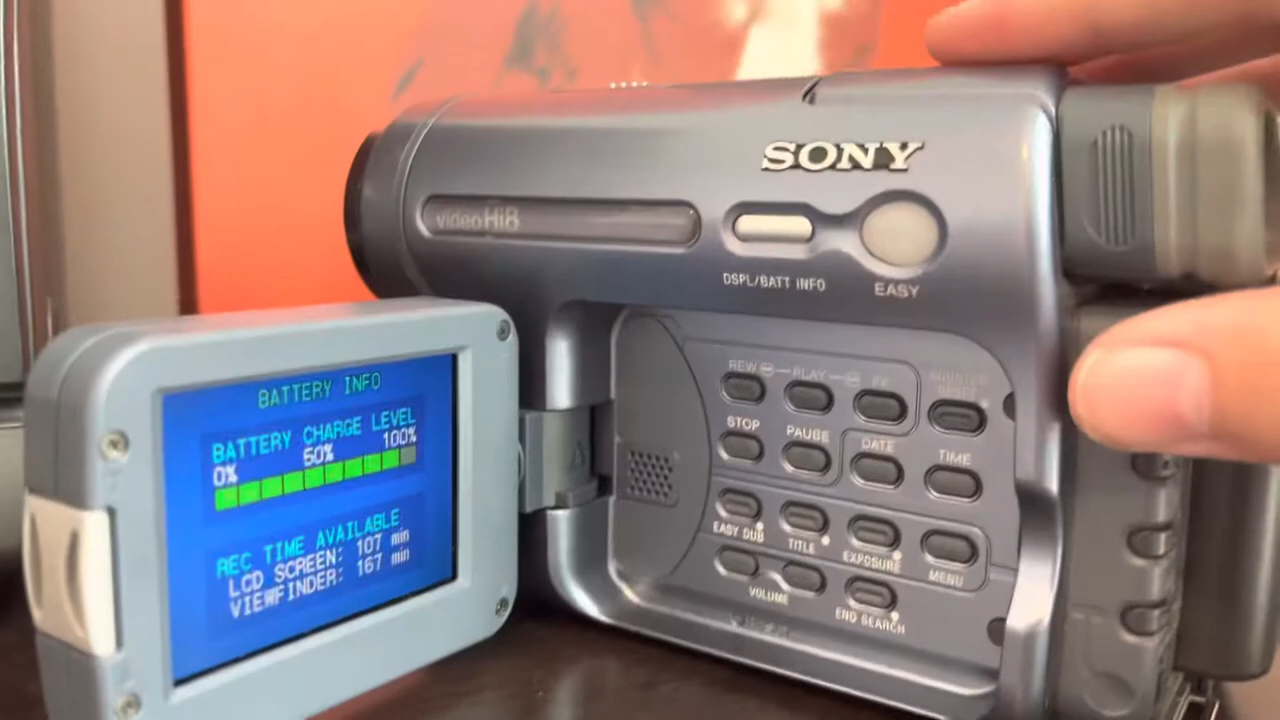 SONY
video Hi8
DSPL/BATT INFO
EASY
BATTERY INFO
BATTERY CHARGE LEVEL
0% 50% 100%
REC TIME AVAILABLE
LCD SCREEN: 107 min
VIEWFINDER: 167 min
REW PLAY FF
STOP PAUSE DATE TIME
EASY DUB TITLE EXPOSURE MENU
VOLUME END SEARCH